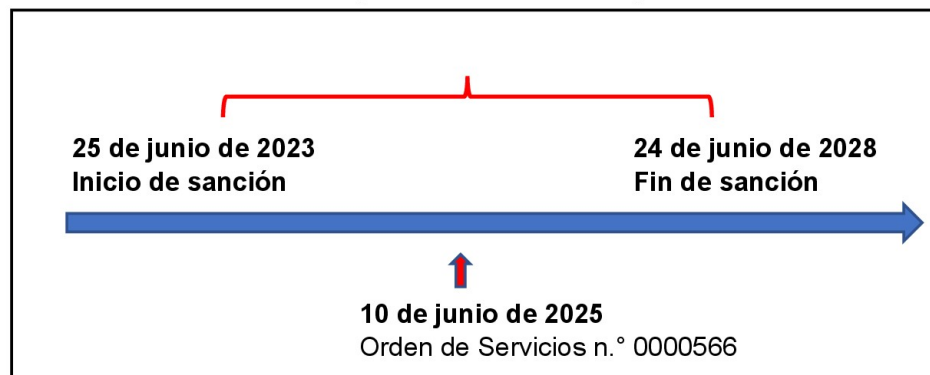 25 de junio de 2023
Inicio de sanción
24 de junio de 2028
Fin de sanción
10 de junio de 2025
Orden de Servicios n.° 0000566